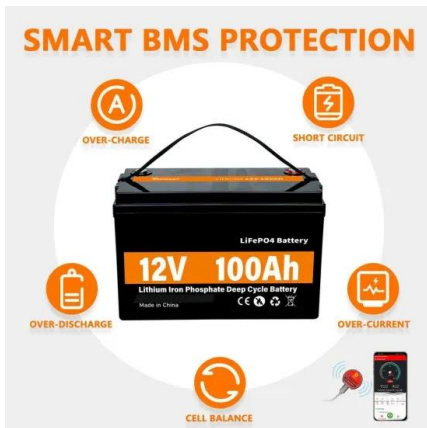 SMART BMS PROTECTION
OVER-CHARGE
SHORT CIRCUIT
LiFePO4 Battery
12V 100Ah
Lithium Iron Phosphate Deep Cycle Battery
Made in China
CE
OVER-DISCHARGE
OVER-CURRENT
CELL BALANCE